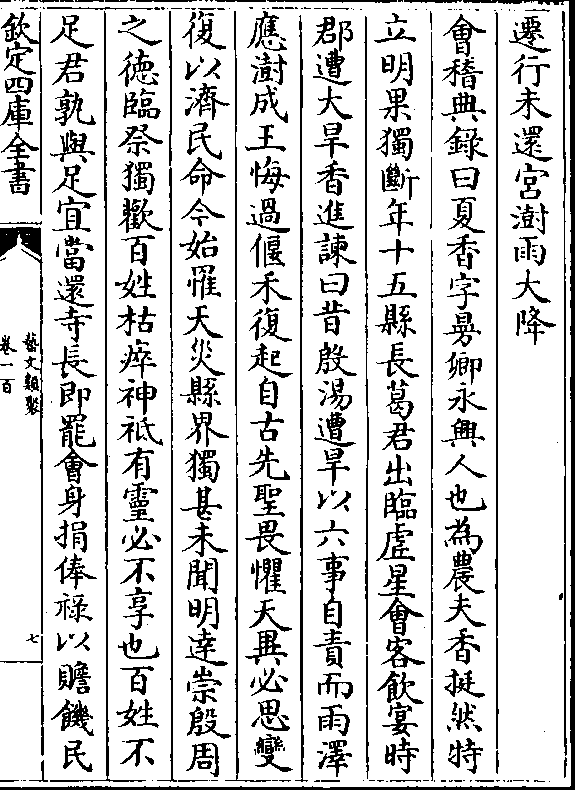 遷行未還宮澍雨大降
會稽典録曰夏香字曼卿永興人也為農夫香挺然特
立明果獨斷年十五縣長葛君出臨虛星會客飲宴時
郡遭大旱香進諫曰昔殷湯遭旱以六事自責而雨澤
應澍成王悔過偃禾復起自古先聖畏懼天異必思變
復以濟民命今始罹天災縣界獨甚未聞明達崇殷周
之徳臨祭獨歡百姓枯瘁神祗有靈必不享也百姓不
足君孰與足宜當還寺長即罷會身捐俸祿以贍饑民
欽定四庫全書
藝文類聚
卷一百
七